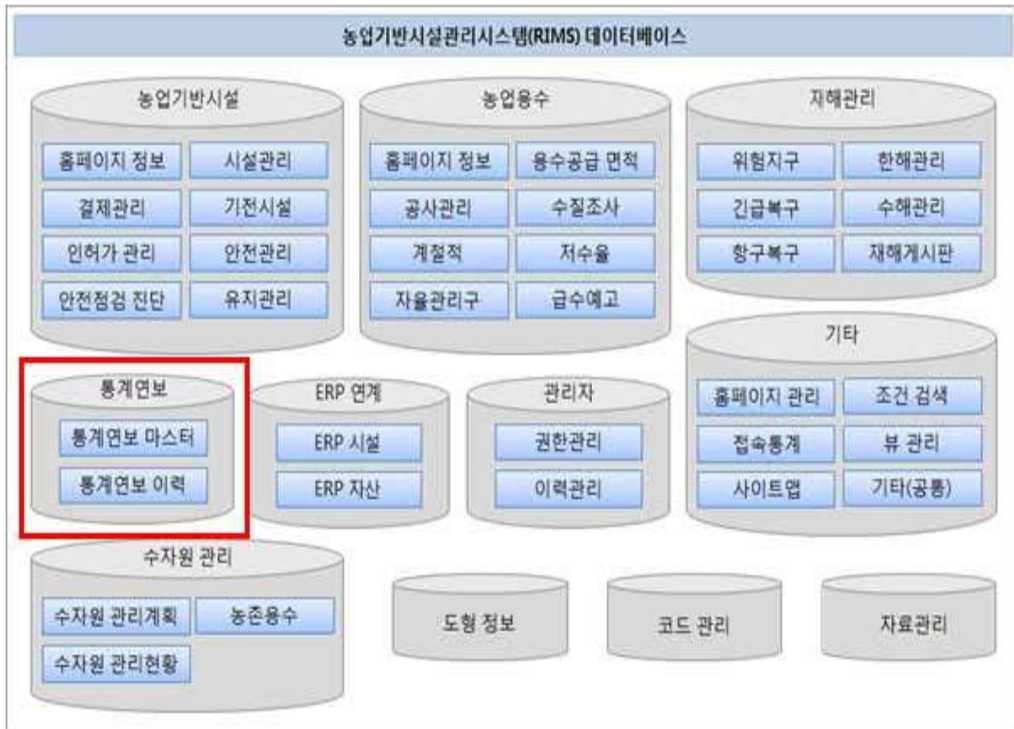 농업기반시설관리시스템(RIMS) 데이터베이스
농업기반시설
홈페이지 정보 시설관리
결제관리 기전시설
인허가 관리 안전관리
안전점검 진단 유지관리
농업용수
홈페이지 정보 용수공급 면적
공사관리 수질조사
계절적 저수율
자율관리구 급수예고
재해관리
위험지구 한해관리
긴급복구 수해관리
항구복구 재해게시판
통계연보
통계연보 마스터
통계연보 이력
ERP 연계
ERP 시설
ERP 자산
관리자
권한관리
이력관리
기타
홈페이지 관리 조건 검색
접속통계 뷰 관리
사이트맵 기타(공통)
수자원 관리
수자원 관리계획 농촌용수
수자원 관리현황
도형 정보
코드 관리
자료관리